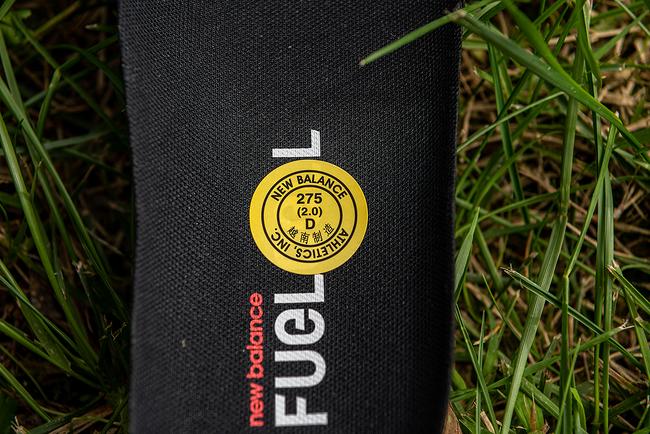 NEW BALANCE
275
(2.0)
D
越南制造
ATHLETICS, INC.
new balance
FUEL L